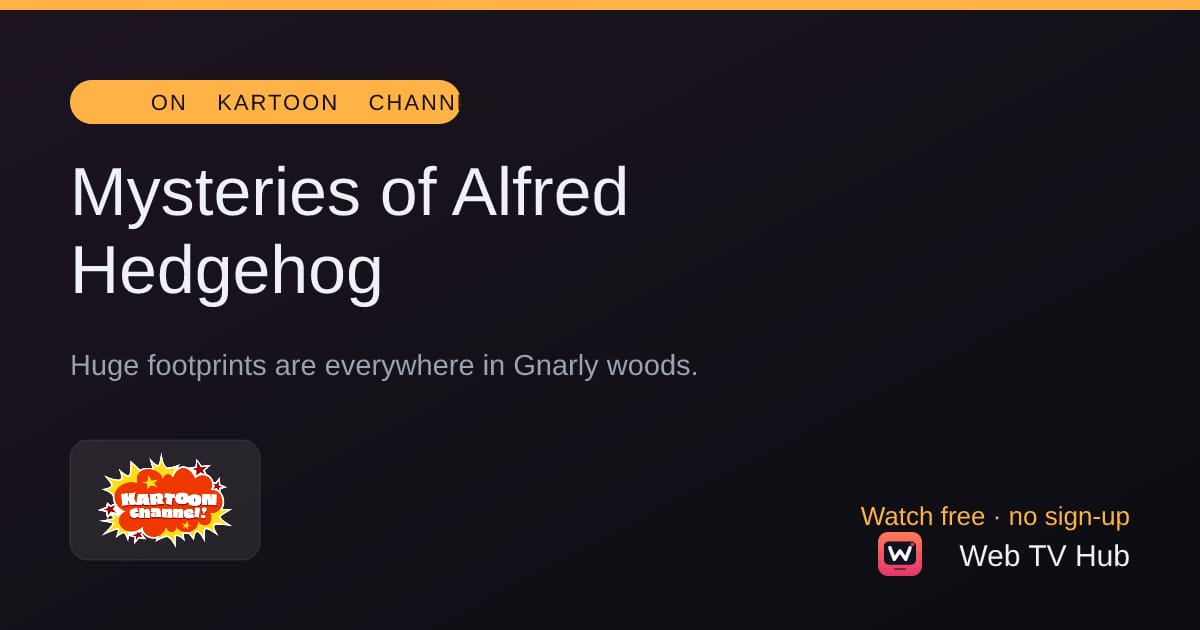 ON KARTOON CHANN
Mysteries of Alfred
Hedgehog
Huge footprints are everywhere in Gnarly woods.
KARTOON
channel!
Watch free · no sign-up
W
Web TV Hub